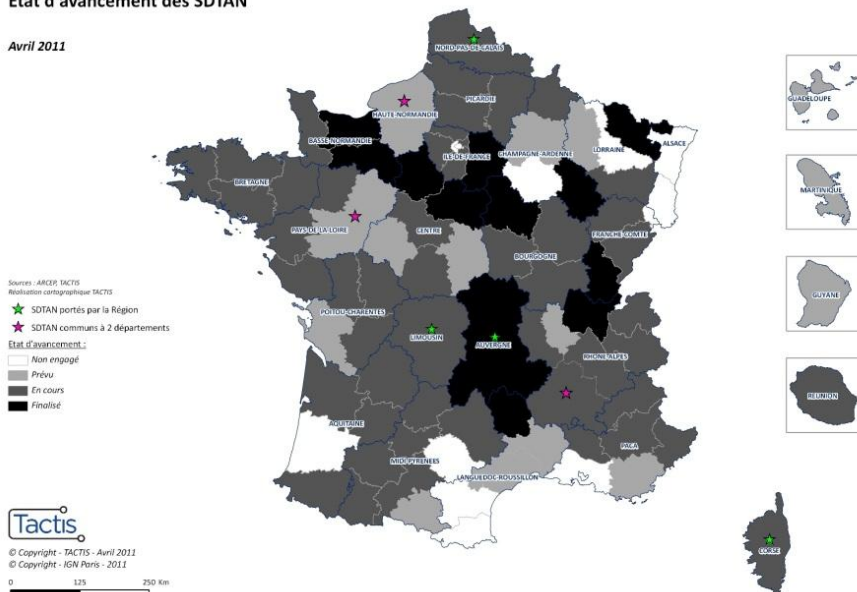 Etat d'avancement des SDTAN
Avril 2011
NORD-PAS-DE-CALAIS
PICARDIE
HAUTE-NORMANDIE
BASSE-NORMANDIE
ILE-DE-FRANCE
CHAMPAGNE-ARDENNE
LORRAINE
ALSACE
BRETAGNE
PAYS-DE-LA-LOIRE
CENTRE
BOURGOGNE
FRANCHE-COMTE
POITOU-CHARENTES
LIMOUSIN
AUVERGNE
RHONE-ALPES
AQUITAINE
MIDI-PYRENEES
LANGUEDOC-ROUSSILLON
PACA
CORSE
GUADELOUPE
MARTINIQUE
GUYANE
REUNION
Sources : ARCEP, TACTIS
Réalisation cartographique TACTIS
SDTAN portés par la Région
SDTAN communs à 2 départements
Etat d'avancement :
Non engagé
Prévu
En cours
Finalisé
Tactis
© Copyright - TACTIS - Avril 2011
© Copyright - IGN Paris - 2011
0 125 250 Km